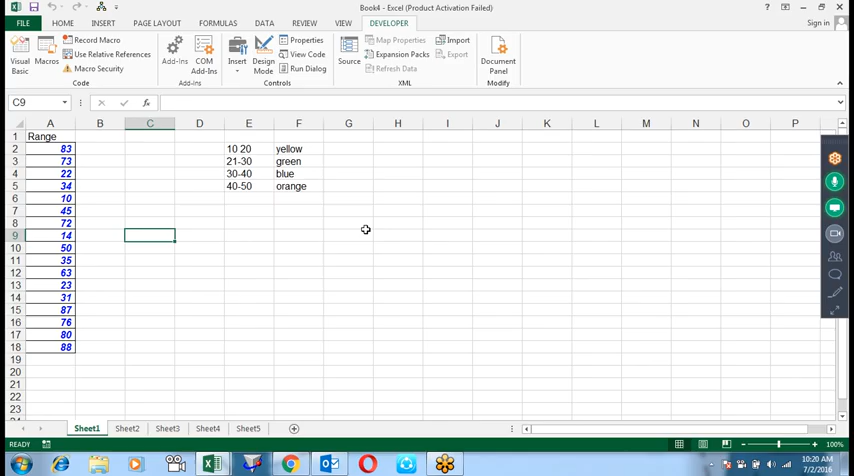 Book4 - Excel (Product Activation Failed)
FILE HOME INSERT PAGE LAYOUT FORMULAS DATA REVIEW VIEW DEVELOPER Sign in
Visual Basic
Macros
Record Macro
Use Relative References
Macro Security
Code
Add-Ins
COM Add-Ins
Add-Ins
Insert
Design Mode
Properties
View Code
Run Dialog
Controls
Source
Map Properties
Expansion Packs
Refresh Data
Import
Export
XML
Document Panel
Modify
C9 fx
A B C D E F G H I J K L M N O P
1 Range
2 83 10 20 yellow
3 73 21-30 green
4 22 30-40 blue
5 34 40-50 orange
6 10
7 45
8 72
9 14
10 50
11 35
12 63
13 23
14 31
15 87
16 76
17 80
18 88
19
20
21
22
23
Sheet1 Sheet2 Sheet3 Sheet4 Sheet5
READY 100%
10:20 AM
7/2/2016